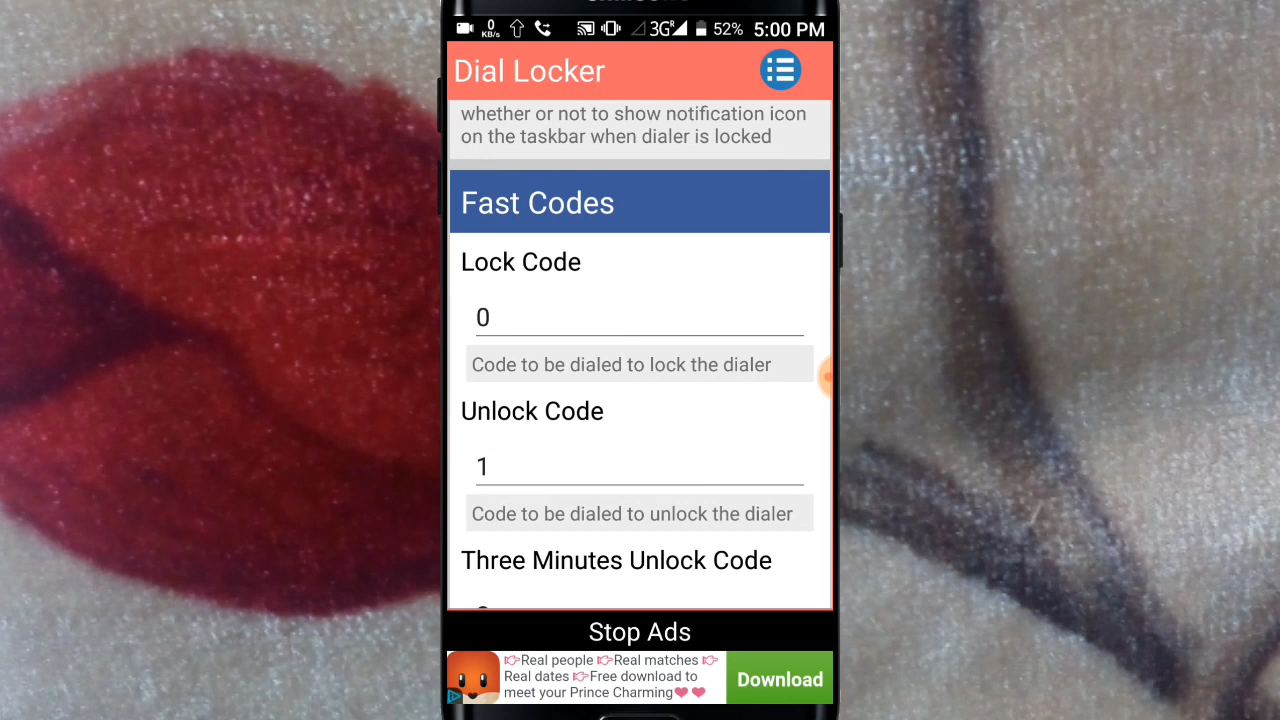 0
KB/s
3G R
52%
5:00 PM
Dial Locker
whether or not to show notification icon
on the taskbar when dialer is locked
Fast Codes
Lock Code
0
Code to be dialed to lock the dialer
Unlock Code
1
Code to be dialed to unlock the dialer
Three Minutes Unlock Code
Stop Ads
👉Real people 👉Real matches 👉
Real dates 👉Free download to
meet your Prince Charming❤❤
Download